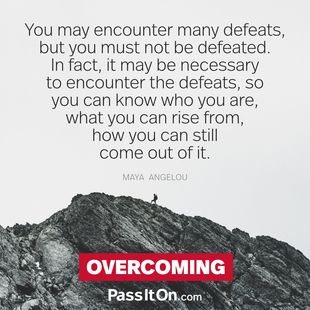 You may encounter many defeats,
but you must not be defeated.
In fact, it may be necessary
to encounter the defeats, so
you can know who you are,
what you can rise from,
how you can still
come out of it.
MAYA ANGELOU
OVERCOMING
PassItOn.com